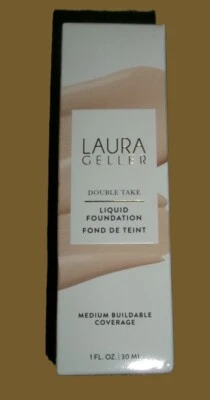 LAURA
GELLER
DOUBLE TAKE
LIQUID
FOUNDATION
FOND DE TEINT
MEDIUM BUILDABLE
COVERAGE
1 FL. OZ. | 30 ML